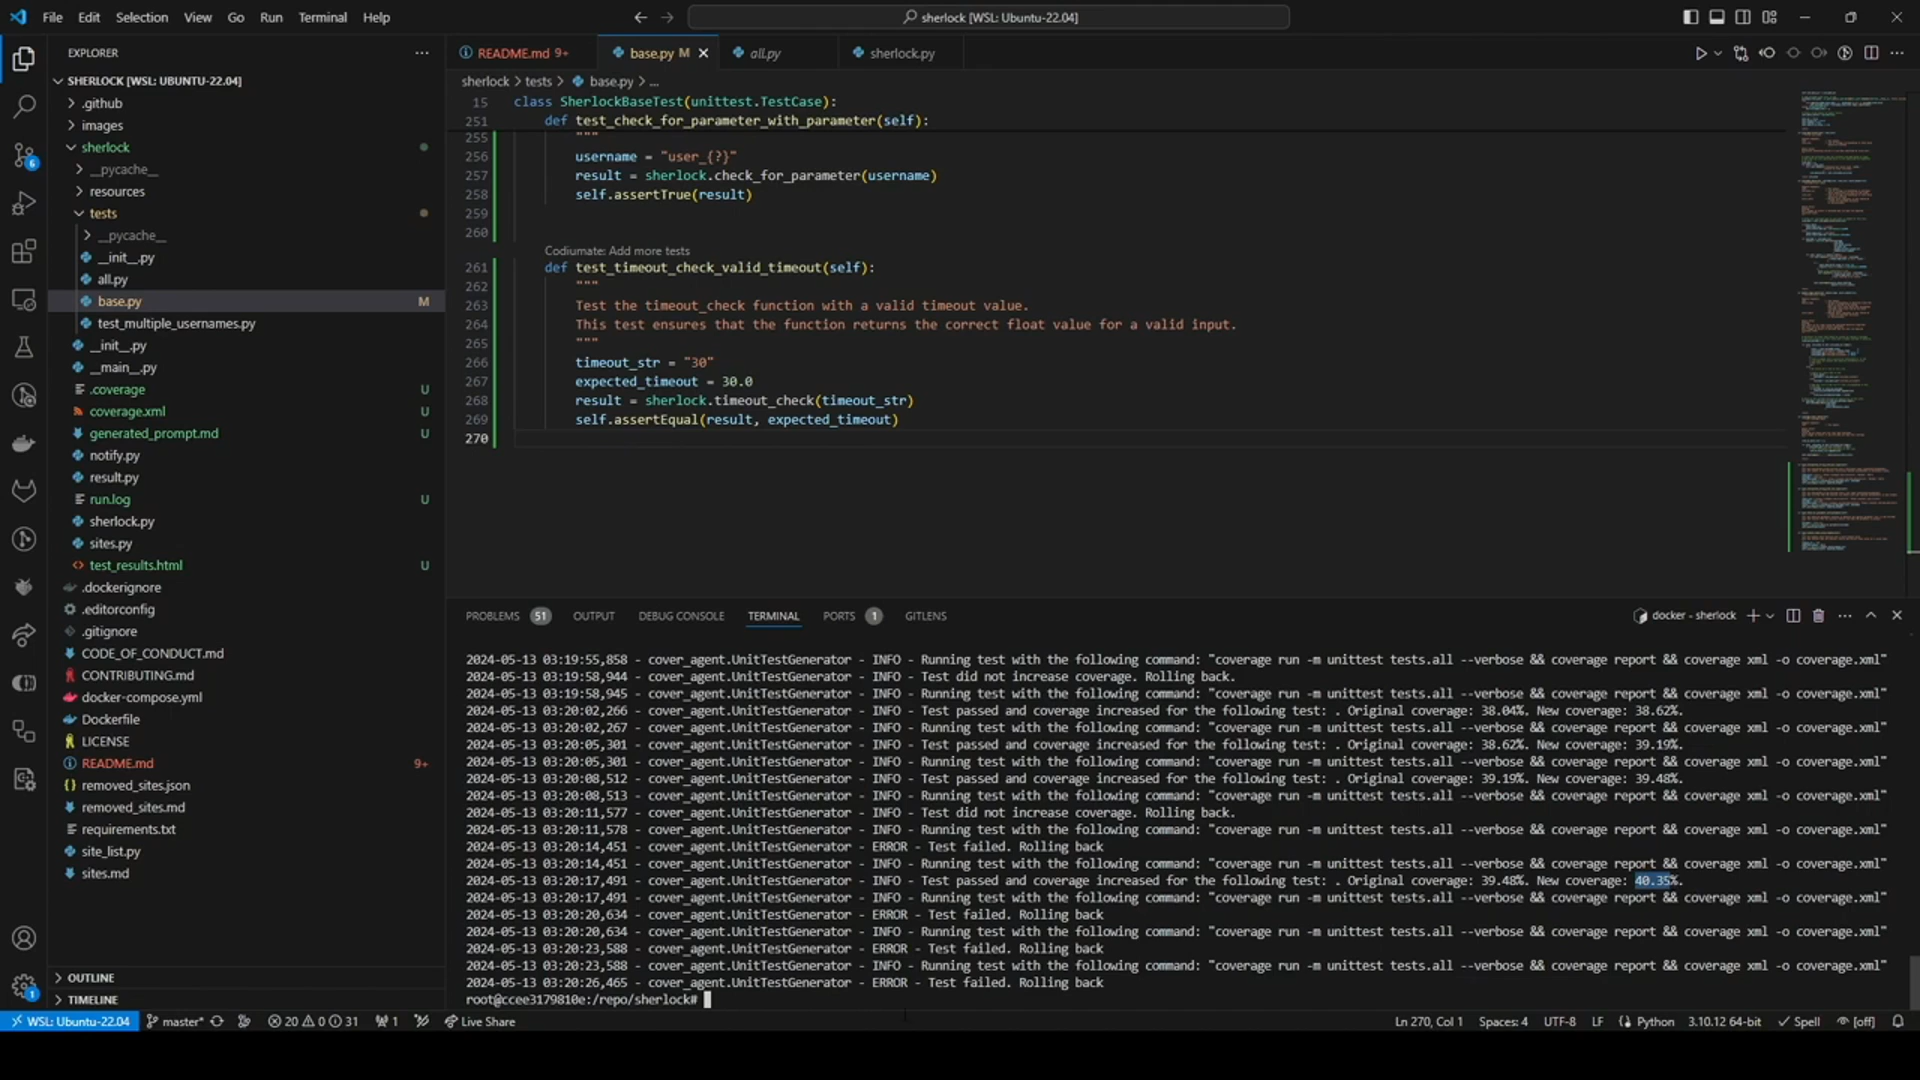 File Edit Selection View Go Run Terminal Help
sherlock [WSL: Ubuntu-22.04]
EXPLORER
SHERLOCK [WSL: UBUNTU-22.04]
.github
images
sherlock
__pycache__
resources
tests
__pycache__
__init__.py
all.py
base.py M
test_multiple_usernames.py
__init__.py
__main__.py
.coverage U
coverage.xml U
generated_prompt.md U
notify.py
result.py
run.log U
sherlock.py
sites.py
test_results.html U
.dockerignore
.editorconfig
.gitignore
CODE_OF_CONDUCT.md
CONTRIBUTING.md
docker-compose.yml
Dockerfile
LICENSE
README.md 9+
removed_sites.json
removed_sites.md
requirements.txt
site_list.py
sites.md
OUTLINE
TIMELINE
6
1
README.md 9+ base.py M all.py sherlock.py
sherlock > tests > base.py > ...
15 class SherlockBaseTest(unittest.TestCase):
251 def test_check_for_parameter_with_parameter(self):
255 """
256 username = "user_{?}"
257 result = sherlock.check_for_parameter(username)
258 self.assertTrue(result)
259
260
Codiumate: Add more tests
261 def test_timeout_check_valid_timeout(self):
262 """
263 Test the timeout_check function with a valid timeout value.
264 This test ensures that the function returns the correct float value for a valid input.
265 """
266 timeout_str = "30"
267 expected_timeout = 30.0
268 result = sherlock.timeout_check(timeout_str)
269 self.assertEqual(result, expected_timeout)
270
PROBLEMS 51 OUTPUT DEBUG CONSOLE TERMINAL PORTS 1 GITLENS
docker - sherlock
2024-05-13 03:19:55,858 - cover_agent.UnitTestGenerator - INFO - Running test with the following command: "coverage run -m unittest tests.all --verbose && coverage report && coverage xml -o coverage.xml"
2024-05-13 03:19:58,944 - cover_agent.UnitTestGenerator - INFO - Test did not increase coverage. Rolling back.
2024-05-13 03:19:58,945 - cover_agent.UnitTestGenerator - INFO - Running test with the following command: "coverage run -m unittest tests.all --verbose && coverage report && coverage xml -o coverage.xml"
2024-05-13 03:20:02,266 - cover_agent.UnitTestGenerator - INFO - Test passed and coverage increased for the following test: . Original coverage: 38.04%. New coverage: 38.62%.
2024-05-13 03:20:02,267 - cover_agent.UnitTestGenerator - INFO - Running test with the following command: "coverage run -m unittest tests.all --verbose && coverage report && coverage xml -o coverage.xml"
2024-05-13 03:20:05,301 - cover_agent.UnitTestGenerator - INFO - Test passed and coverage increased for the following test: . Original coverage: 38.62%. New coverage: 39.19%.
2024-05-13 03:20:05,301 - cover_agent.UnitTestGenerator - INFO - Running test with the following command: "coverage run -m unittest tests.all --verbose && coverage report && coverage xml -o coverage.xml"
2024-05-13 03:20:08,512 - cover_agent.UnitTestGenerator - INFO - Test passed and coverage increased for the following test: . Original coverage: 39.19%. New coverage: 39.48%.
2024-05-13 03:20:08,513 - cover_agent.UnitTestGenerator - INFO - Running test with the following command: "coverage run -m unittest tests.all --verbose && coverage report && coverage xml -o coverage.xml"
2024-05-13 03:20:11,577 - cover_agent.UnitTestGenerator - INFO - Test did not increase coverage. Rolling back.
2024-05-13 03:20:11,578 - cover_agent.UnitTestGenerator - INFO - Running test with the following command: "coverage run -m unittest tests.all --verbose && coverage report && coverage xml -o coverage.xml"
2024-05-13 03:20:14,451 - cover_agent.UnitTestGenerator - ERROR - Test failed. Rolling back
2024-05-13 03:20:14,451 - cover_agent.UnitTestGenerator - INFO - Running test with the following command: "coverage run -m unittest tests.all --verbose && coverage report && coverage xml -o coverage.xml"
2024-05-13 03:20:17,491 - cover_agent.UnitTestGenerator - INFO - Test passed and coverage increased for the following test: . Original coverage: 39.48%. New coverage: 40.35%.
2024-05-13 03:20:17,491 - cover_agent.UnitTestGenerator - INFO - Running test with the following command: "coverage run -m unittest tests.all --verbose && coverage report && coverage xml -o coverage.xml"
2024-05-13 03:20:20,634 - cover_agent.UnitTestGenerator - ERROR - Test failed. Rolling back
2024-05-13 03:20:20,634 - cover_agent.UnitTestGenerator - INFO - Running test with the following command: "coverage run -m unittest tests.all --verbose && coverage report && coverage xml -o coverage.xml"
2024-05-13 03:20:23,588 - cover_agent.UnitTestGenerator - ERROR - Test failed. Rolling back
2024-05-13 03:20:23,588 - cover_agent.UnitTestGenerator - INFO - Running test with the following command: "coverage run -m unittest tests.all --verbose && coverage report && coverage xml -o coverage.xml"
2024-05-13 03:20:26,465 - cover_agent.UnitTestGenerator - ERROR - Test failed. Rolling back
root@ccee3179810e:/repo/sherlock#
WSL: Ubuntu-22.04 master* 20 0 31 1 Live Share Ln 270, Col 1 Spaces: 4 UTF-8 LF Python 3.10.12 64-bit Spell [off]